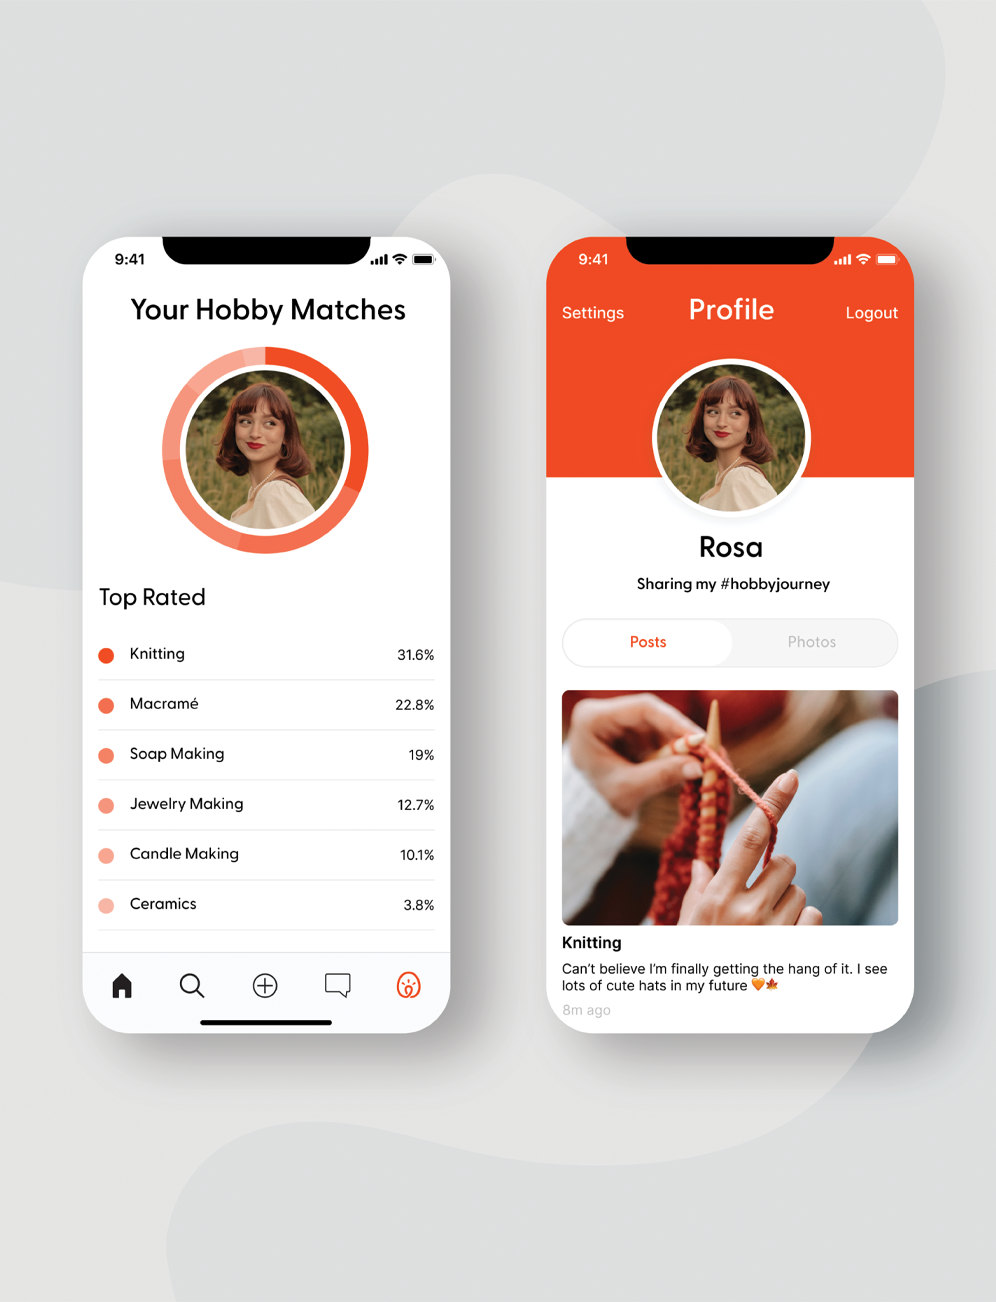 9:41
Your Hobby Matches
Top Rated
Knitting 31.6%
Macramé 22.8%
Soap Making 19%
Jewelry Making 12.7%
Candle Making 10.1%
Ceramics 3.8%
9:41
Settings Profile Logout
Rosa
Sharing my #hobbyjourney
Posts Photos
Knitting
Can’t believe I’m finally getting the hang of it. I see
lots of cute hats in my future 🧡🍁
8m ago